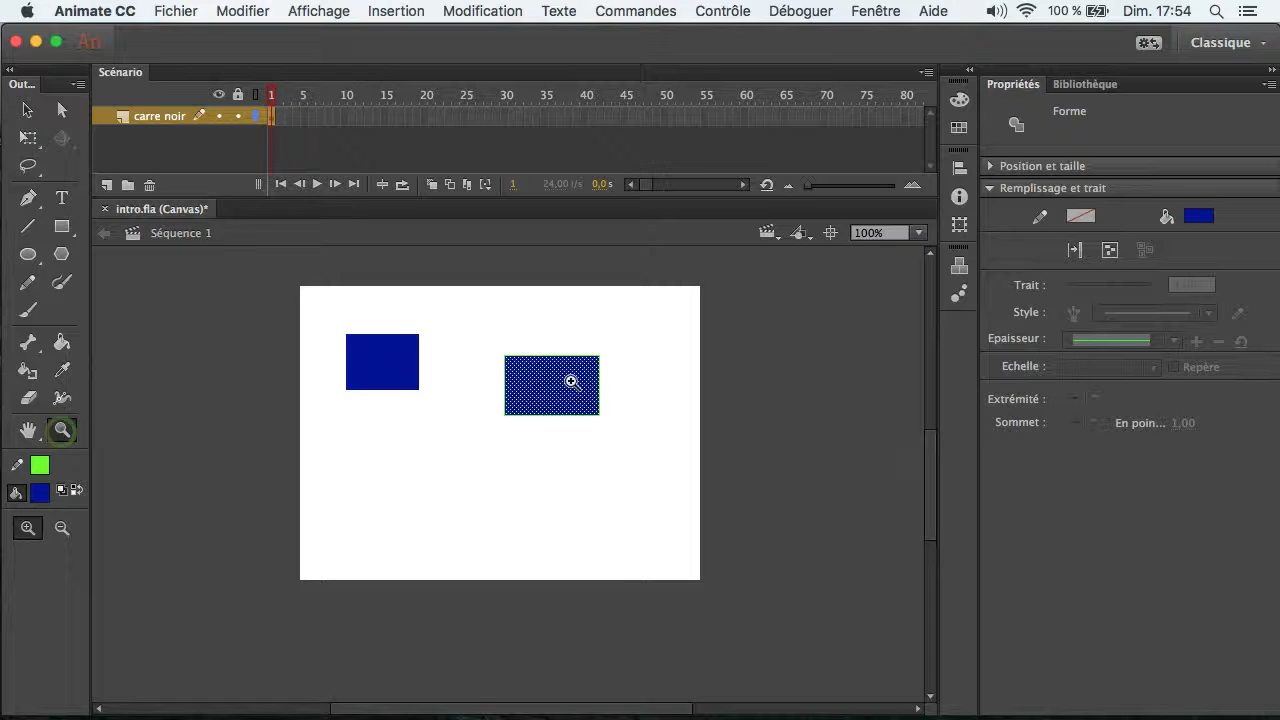 Animate CC Fichier Modifier Affichage Insertion Modification Texte Commandes Contrôle Déboguer Fenêtre Aide 100 % Dim. 17:54
An Classique
Out... Scénario Propriétés Bibliothèque
1 5 10 15 20 25 30 35 40 45 50 55 60 65 70 75 80
carre noir
Forme
Position et taille
1 24,00 i/s 0,0 s
Remplissage et trait
intro.fla (Canvas)*
Séquence 1 100%
Trait :
Style :
Epaisseur :
Echelle : Repère
Extrémité :
Sommet : En poin... 1,00